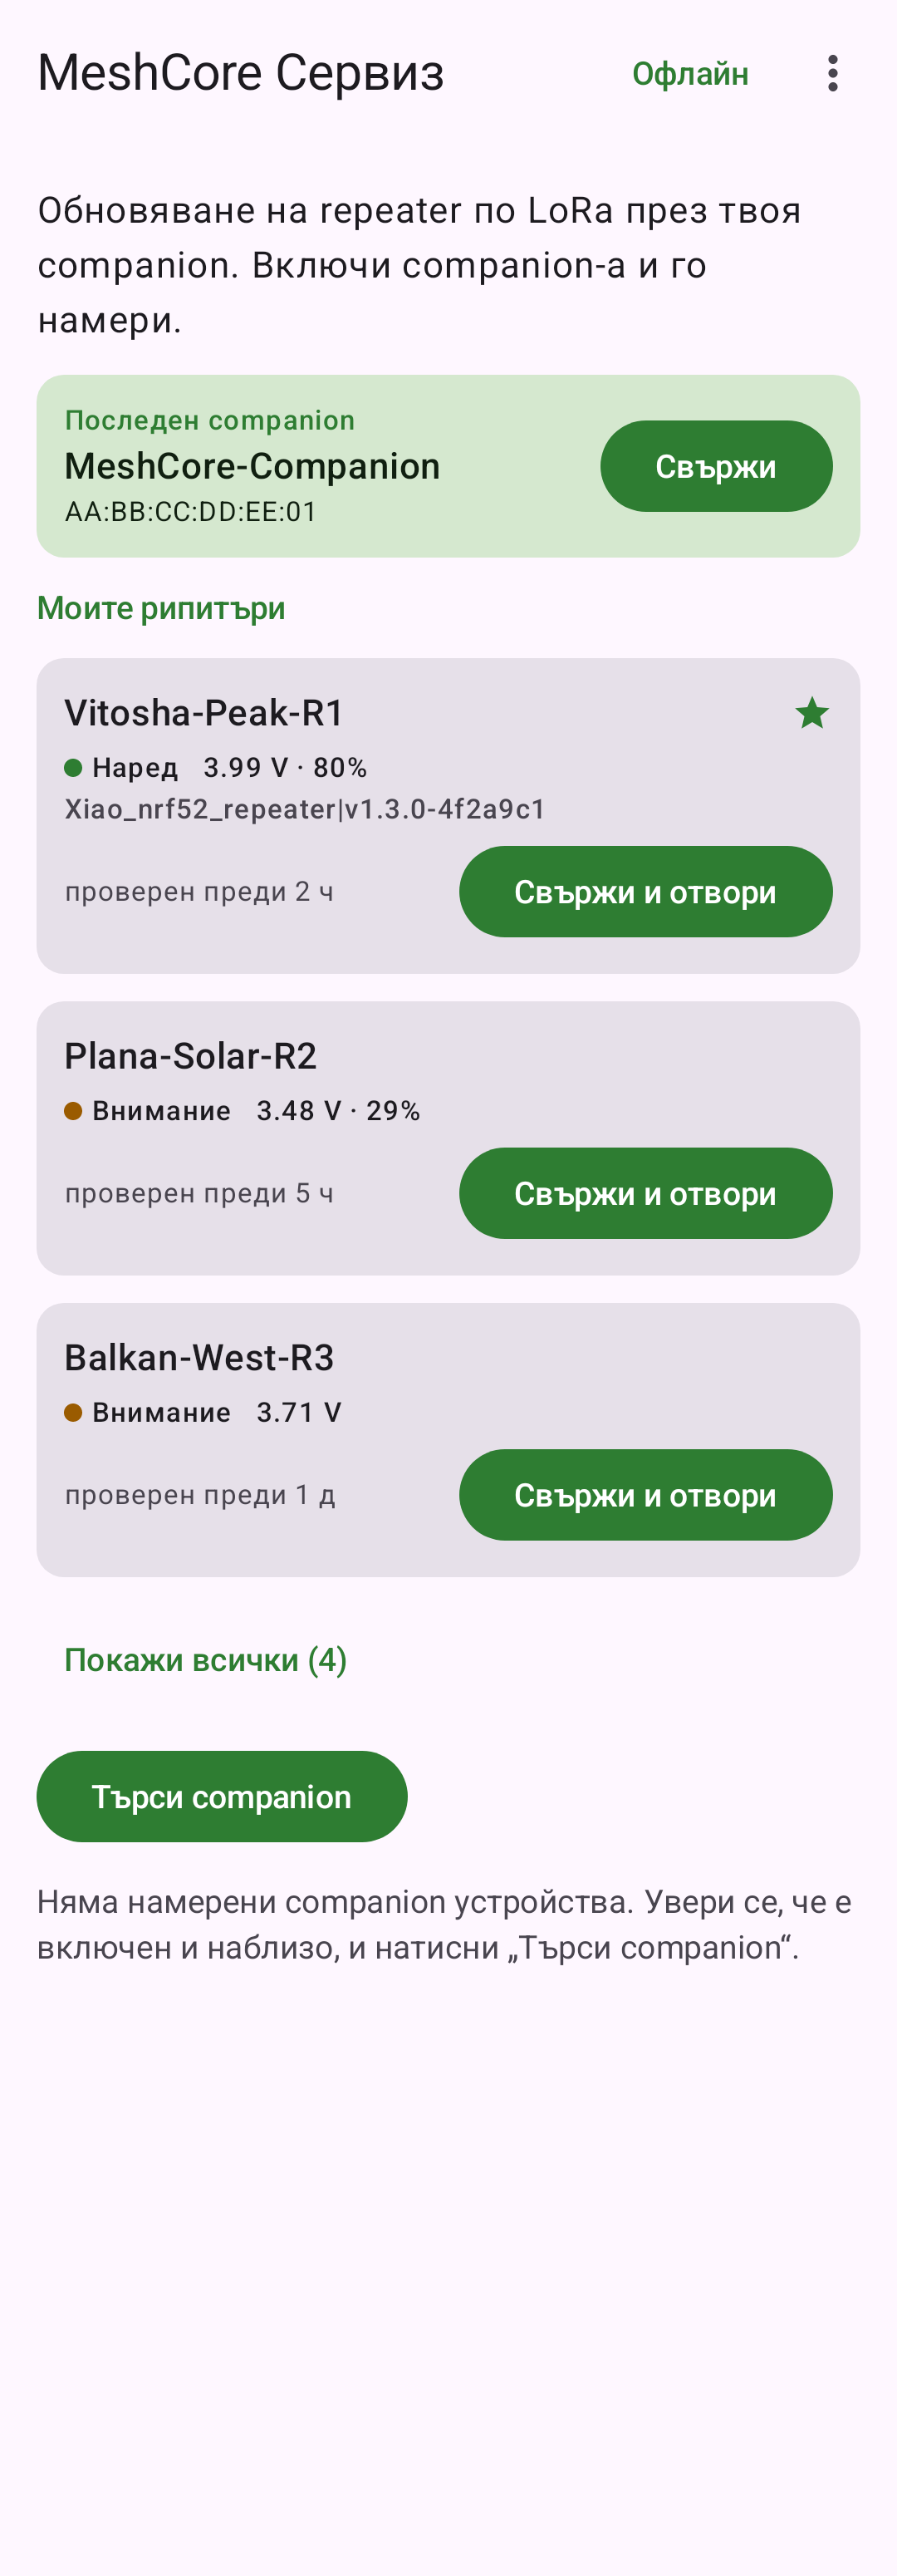 MeshCore Сервиз
Офлайн
Обновяване на repeater по LoRa през твоя
companion. Включи companion-а и го
намери.
Последен companion
MeshCore-Companion
AA:BB:CC:DD:EE:01
Свържи
Моите рипитъри
Vitosha-Peak-R1
Наред 3.99 V · 80%
Xiao_nrf52_repeater|v1.3.0-4f2a9c1
проверен преди 2 ч
Свържи и отвори
Plana-Solar-R2
Внимание 3.48 V · 29%
проверен преди 5 ч
Свържи и отвори
Balkan-West-R3
Внимание 3.71 V
проверен преди 1 д
Свържи и отвори
Покажи всички (4)
Търси companion
Няма намерени companion устройства. Увери се, че е
включен и наблизо, и натисни „Търси companion“.